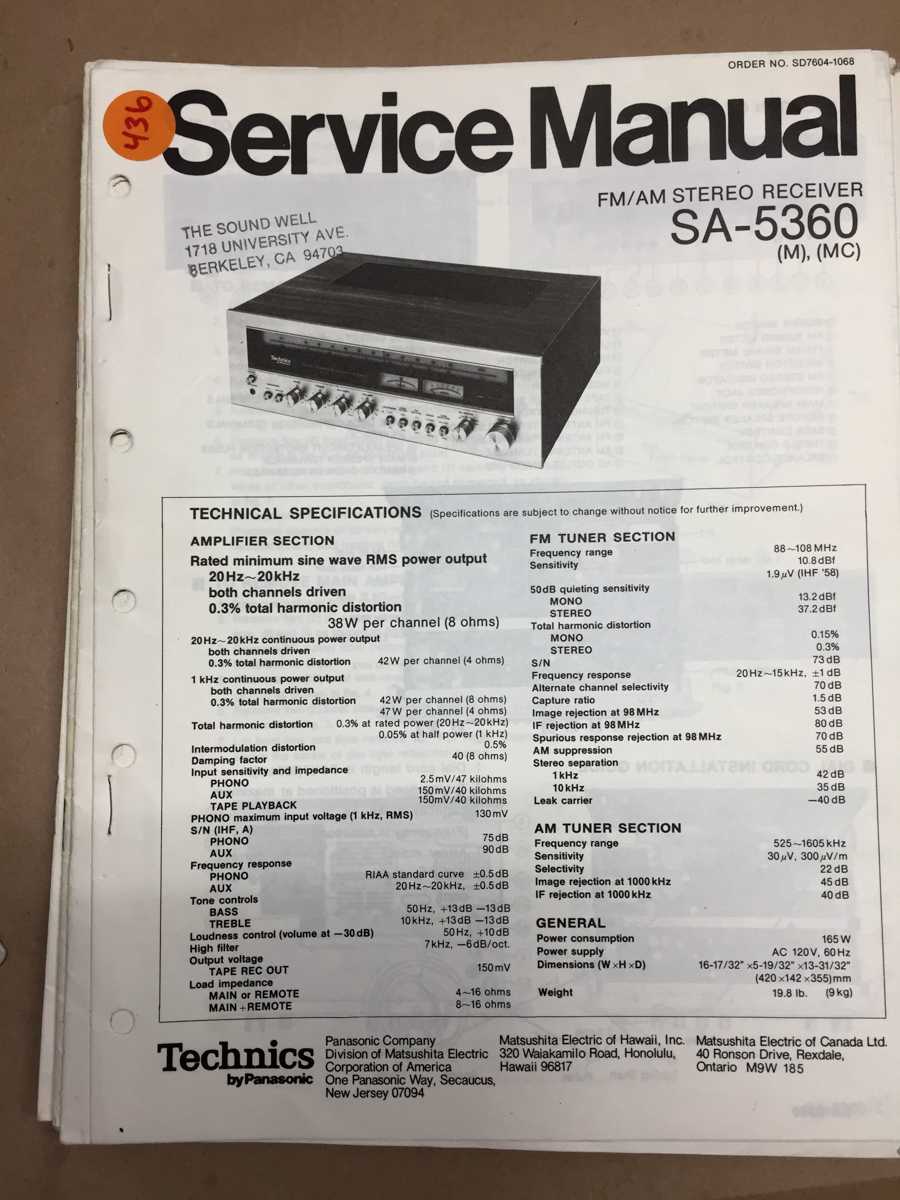 ORDER NO. SD7604-1068
436
Service Manual
FM/AM STEREO RECEIVER
SA-5360
(M), (MC)
THE SOUND WELL
1718 UNIVERSITY AVE.
BERKELEY, CA 94703
Technics
TECHNICAL SPECIFICATIONS (Specifications are subject to change without notice for further improvement.)
AMPLIFIER SECTION
Rated minimum sine wave RMS power output
20Hz~20kHz
both channels driven
0.3% total harmonic distortion
38W per channel (8 ohms)
20Hz~20kHz continuous power output
both channels driven
0.3% total harmonic distortion 42W per channel (4 ohms)
1 kHz continuous power output
both channels driven
0.3% total harmonic distortion 42W per channel (8 ohms)
47W per channel (4 ohms)
Total harmonic distortion 0.3% at rated power (20Hz~20kHz)
0.05% at half power (1 kHz)
Intermodulation distortion 0.5%
Damping factor 40 (8 ohms)
Input sensitivity and impedance
PHONO 2.5mV/47 kilohms
AUX 150mV/40 kilohms
TAPE PLAYBACK 150mV/40 kilohms
PHONO maximum input voltage (1 kHz, RMS) 130mV
S/N (IHF, A)
PHONO 75dB
AUX 90dB
Frequency response
PHONO RIAA standard curve ±0.5dB
AUX 20Hz~20kHz, ±0.5dB
Tone controls
BASS 50Hz, +13dB −13dB
TREBLE 10kHz, +13dB −13dB
Loudness control (volume at −30dB) 50Hz, +10dB
High filter 7kHz, −6dB/oct.
Output voltage
TAPE REC OUT 150mV
Load impedance
MAIN or REMOTE 4~16 ohms
MAIN+REMOTE 8~16 ohms
FM TUNER SECTION
Frequency range 88~108MHz
Sensitivity 10.8dBf
1.9µV (IHF '58)
50dB quieting sensitivity
MONO 13.2dBf
STEREO 37.2dBf
Total harmonic distortion
MONO 0.15%
STEREO 0.3%
S/N 73dB
Frequency response 20Hz~15kHz, ±1dB
Alternate channel selectivity 70dB
Capture ratio 1.5dB
Image rejection at 98MHz 53dB
IF rejection at 98MHz 80dB
Spurious response rejection at 98MHz 70dB
AM suppression 55dB
Stereo separation
1kHz 42dB
10kHz 35dB
Leak carrier −40dB
AM TUNER SECTION
Frequency range 525~1605kHz
Sensitivity 30µV, 300µV/m
Selectivity 22dB
Image rejection at 1000kHz 45dB
IF rejection at 1000kHz 40dB
GENERAL
Power consumption 165W
Power supply AC 120V, 60Hz
Dimensions (W×H×D) 16-17/32" ×5-19/32" ×13-31/32"
(420×142×355)mm
Weight 19.8 lb. (9kg)
Technics
by Panasonic
Panasonic Company
Division of Matsushita Electric
Corporation of America
One Panasonic Way, Secaucus,
New Jersey 07094
Matsushita Electric of Hawaii, Inc.
320 Waiakamilo Road, Honolulu,
Hawaii 96817
Matsushita Electric of Canada Ltd.
40 Ronson Drive, Rexdale,
Ontario M9W 185